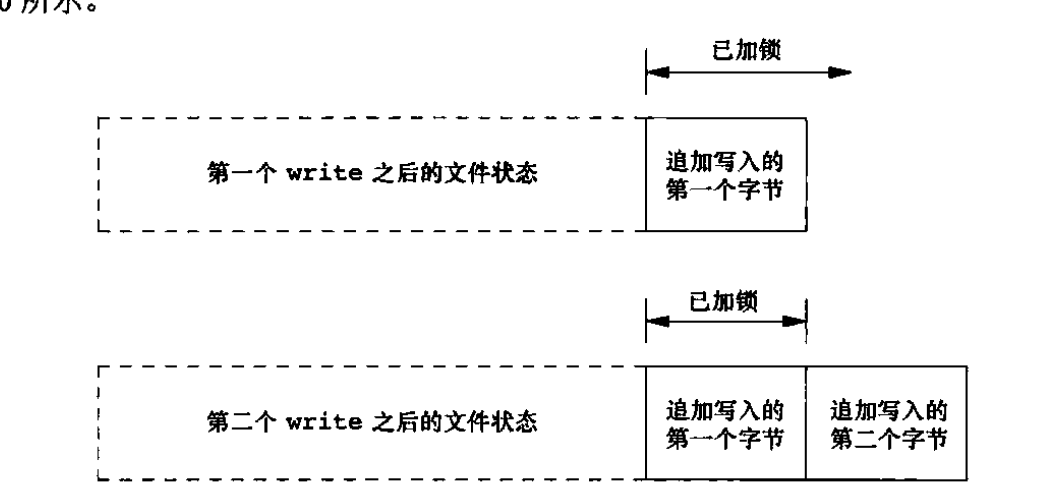 0 所示。
已加锁
第一个 write 之后的文件状态
追加写入的
第一个字节
已加锁
第二个 write 之后的文件状态
追加写入的
第一个字节
追加写入的
第二个字节